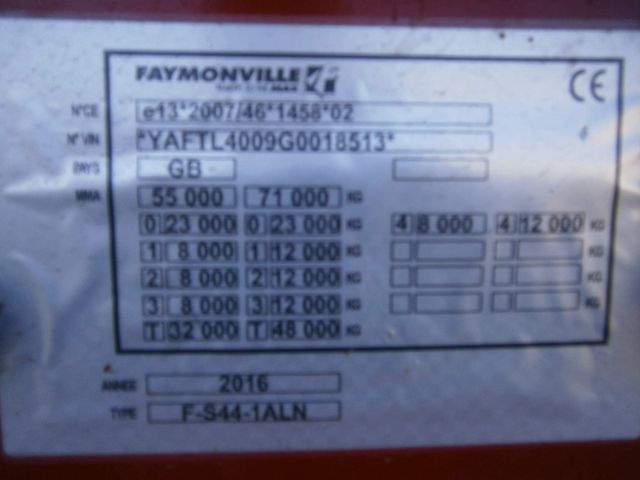 FAYMONVILLE
CE
N°CE e13*2007/46*1458*02
N° VIN *YAFTL4009G0018513*
PAYS GB
MMA 55 000 71 000 KG
0 23 000 0 23 000 KG 4 8 000 4 12 000 KG
1 8 000 1 12 000 KG KG
2 8 000 2 12 000 KG KG
3 8 000 3 12 000 KG KG
T 32 000 T 48 000 KG
ANNEE 2016
TYPE F-S44-1ALN